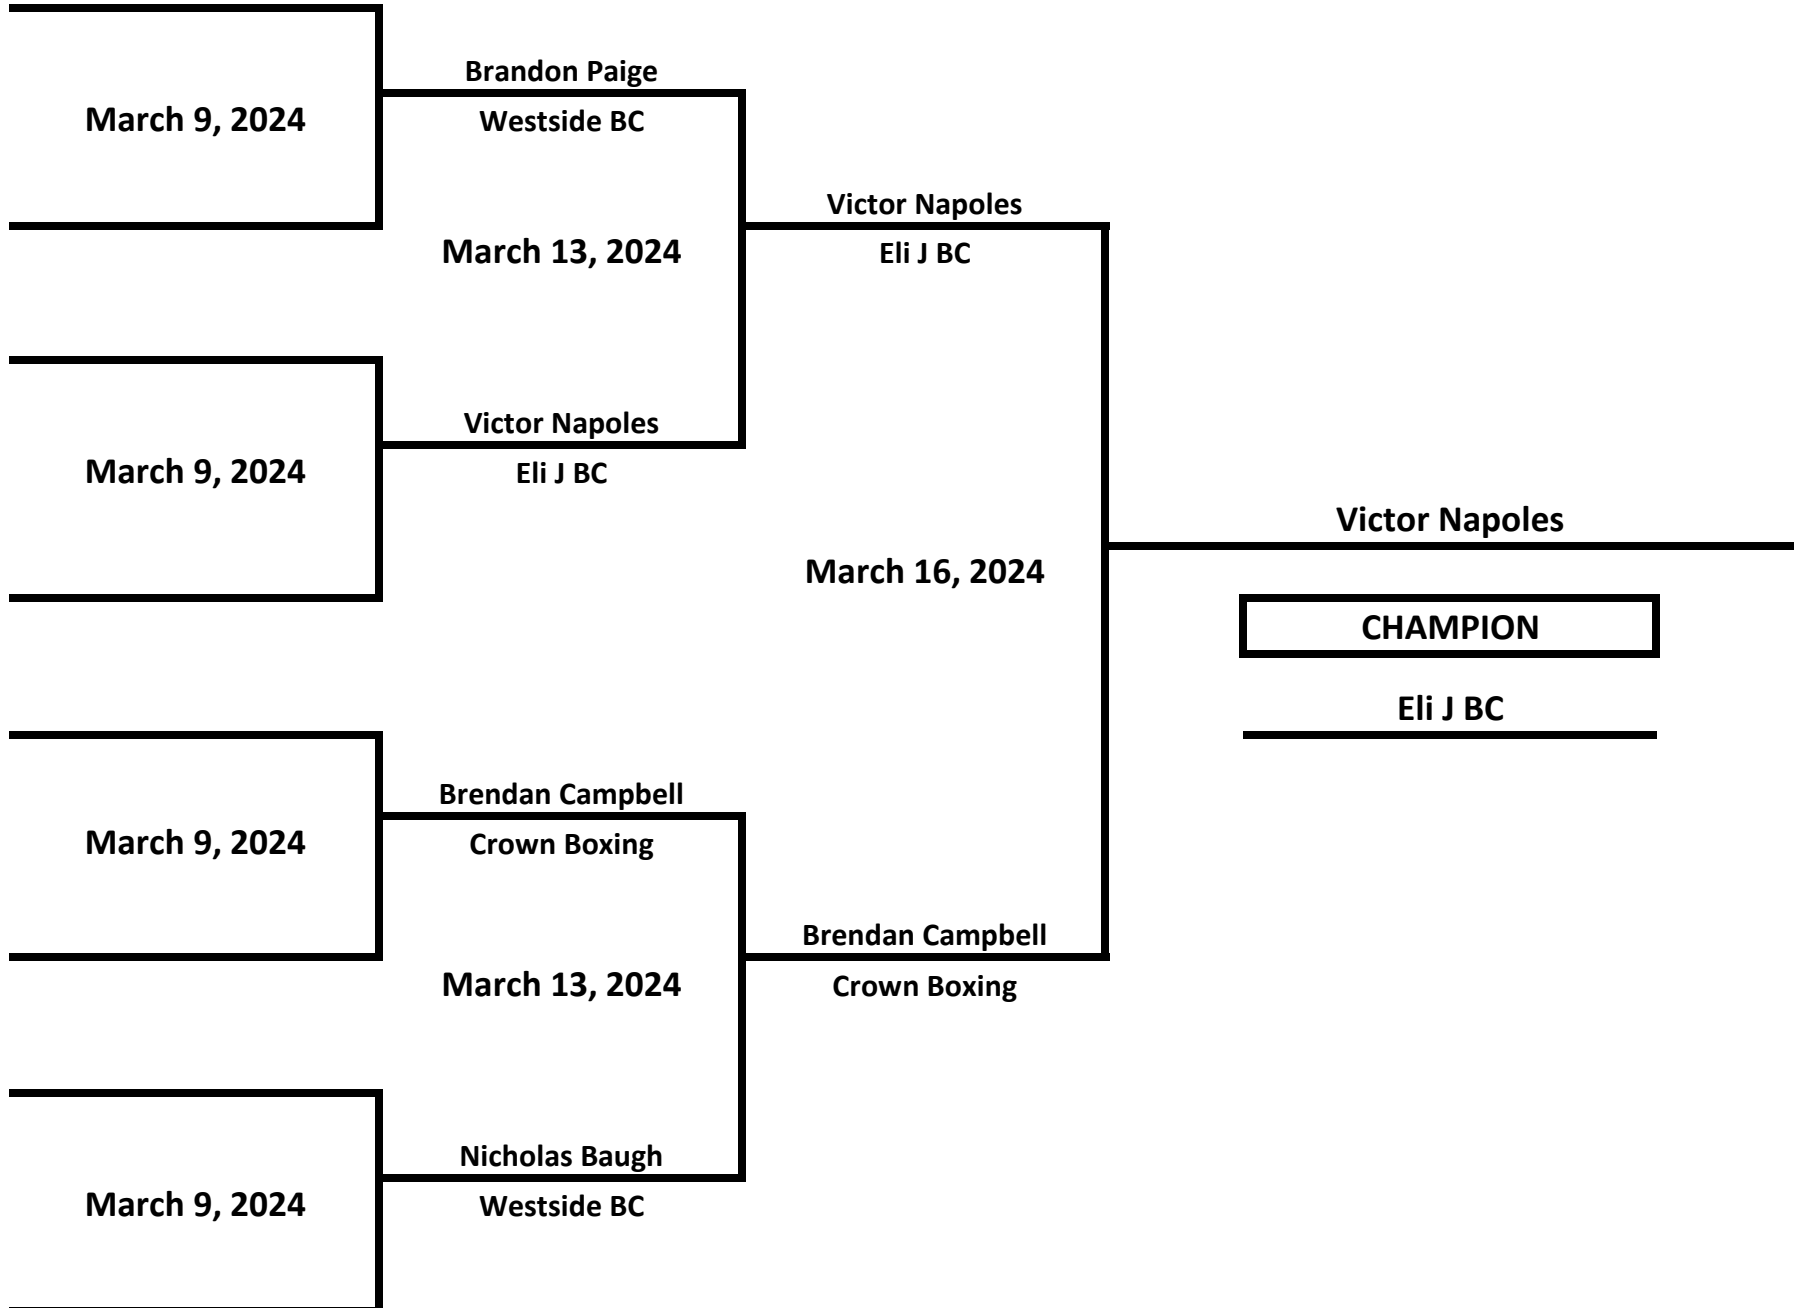 Brandon Paige
March 9, 2024
Westside BC
Victor Napoles
March 13, 2024
Eli J BC
Victor Napoles
March 9, 2024
Eli J BC
Victor Napoles
March 16, 2024
CHAMPION
Eli J BC
Brendan Campbell
March 9, 2024
Crown Boxing
Brendan Campbell
March 13, 2024
Crown Boxing
Nicholas Baugh
March 9, 2024
Westside BC